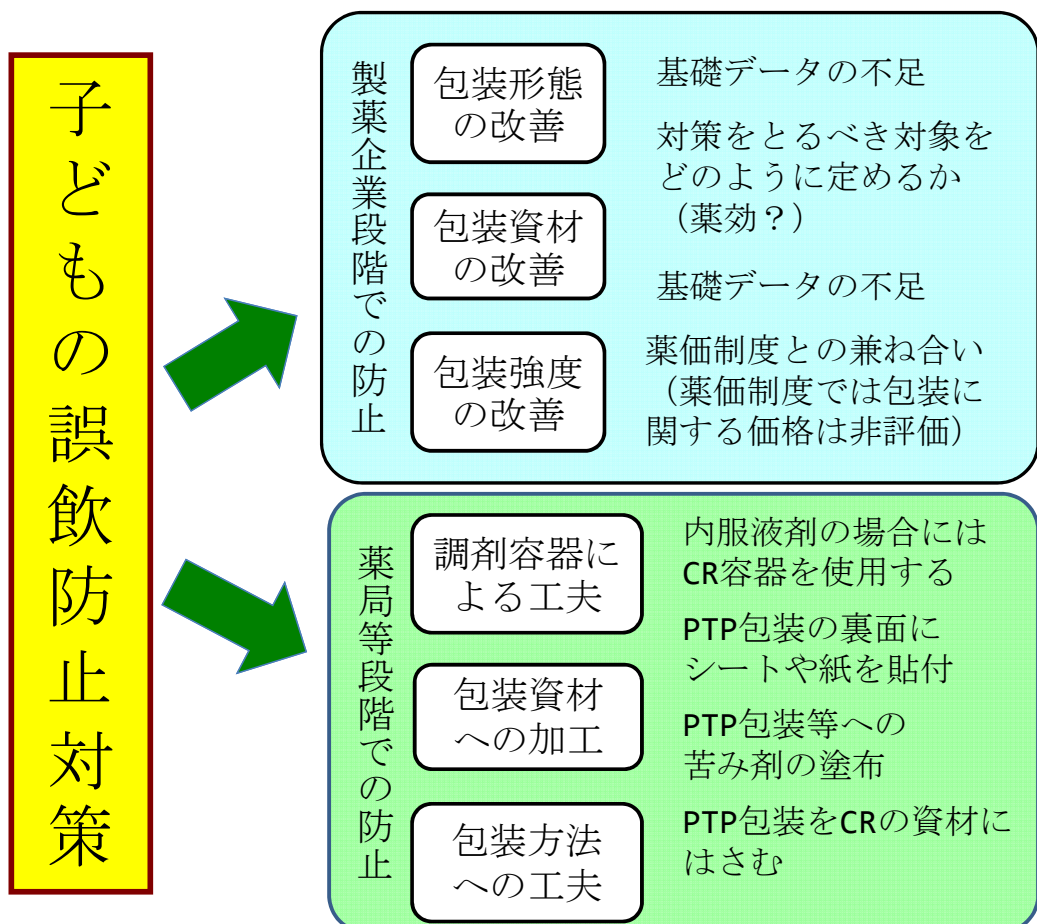 子どもの誤飲防止対策
製薬企業段階での防止
包装形態
の改善
包装資材
の改善
包装強度
の改善
基礎データの不足
対策をとるべき対象を
どのように定めるか
（薬効？）
基礎データの不足
薬価制度との兼ね合い
（薬価制度では包装に
関する価格は非評価）
薬局等段階での防止
調剤容器に
よる工夫
包装資材
への加工
包装方法
への工夫
内服液剤の場合には
CR容器を使用する
PTP包装の裏面に
シートや紙を貼付
PTP包装等への
苦み剤の塗布
PTP包装をCRの資材に
はさむ